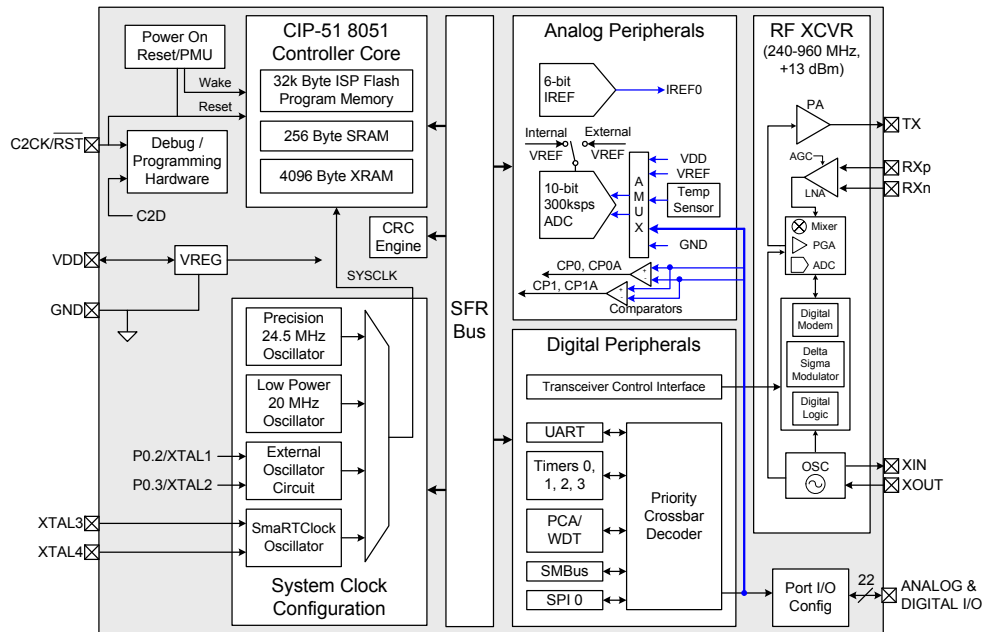 Power On
Reset/PMU
Wake
Reset
C2CK/RST
Debug /
Programming
Hardware
C2D
VDD
VREG
GND
CIP-51 8051
Controller Core
32k Byte ISP Flash
Program Memory
256 Byte SRAM
4096 Byte XRAM
CRC
Engine
SYSCLK
Precision
24.5 MHz
Oscillator
Low Power
20 MHz
Oscillator
P0.2/XTAL1
P0.3/XTAL2
External
Oscillator
Circuit
XTAL3
XTAL4
SmaRTClock
Oscillator
System Clock
Configuration
SFR
Bus
Analog Peripherals
6-bit
IREF
IREF0
Internal
VREF
External
VREF
10-bit
300ksps
ADC
A
M
U
X
VDD
VREF
Temp
Sensor
GND
CP0, CP0A
+
-
CP1, CP1A
+
-
Comparators
Digital Peripherals
Transceiver Control Interface
UART
Timers 0,
1, 2, 3
PCA/
WDT
SMBus
SPI 0
Priority
Crossbar
Decoder
RF XCVR
(240-960 MHz,
+13 dBm)
PA
TX
AGC
LNA
RXp
RXn
Mixer
PGA
ADC
Digital
Modem
Delta
Sigma
Modulator
Digital
Logic
OSC
XIN
XOUT
Port I/O
Config
22
ANALOG &
DIGITAL I/O